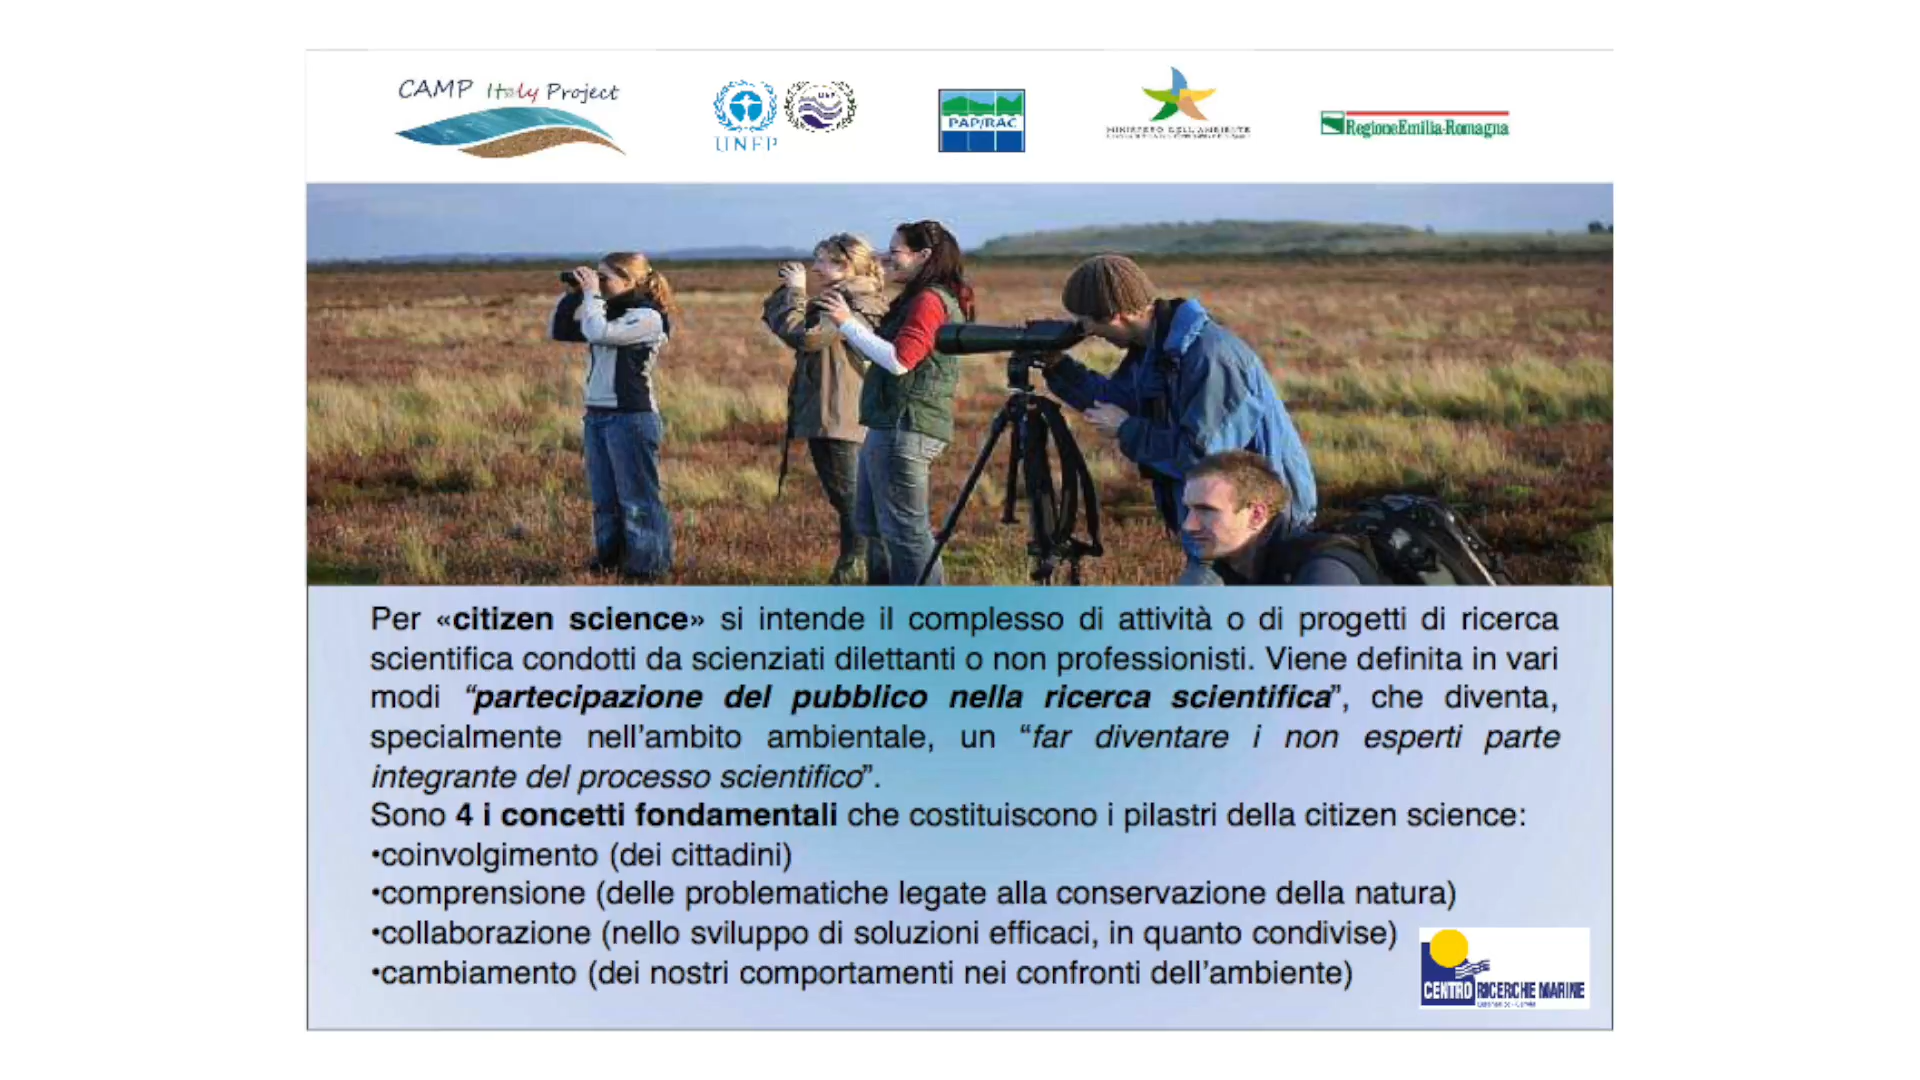 CAMP Italy Project
UNEP
PAP/RAC
MINISTERO DELL'AMBIENTE
RegioneEmilia-Romagna
Per «citizen science» si intende il complesso di attività o di progetti di ricerca
scientifica condotti da scienziati dilettanti o non professionisti. Viene definita in vari
modi “partecipazione del pubblico nella ricerca scientifica”, che diventa,
specialmente nell’ambito ambientale, un “far diventare i non esperti parte
integrante del processo scientifico”.
Sono 4 i concetti fondamentali che costituiscono i pilastri della citizen science:
•coinvolgimento (dei cittadini)
•comprensione (delle problematiche legate alla conservazione della natura)
•collaborazione (nello sviluppo di soluzioni efficaci, in quanto condivise)
•cambiamento (dei nostri comportamenti nei confronti dell’ambiente)
CENTRO RICERCHE MARINE